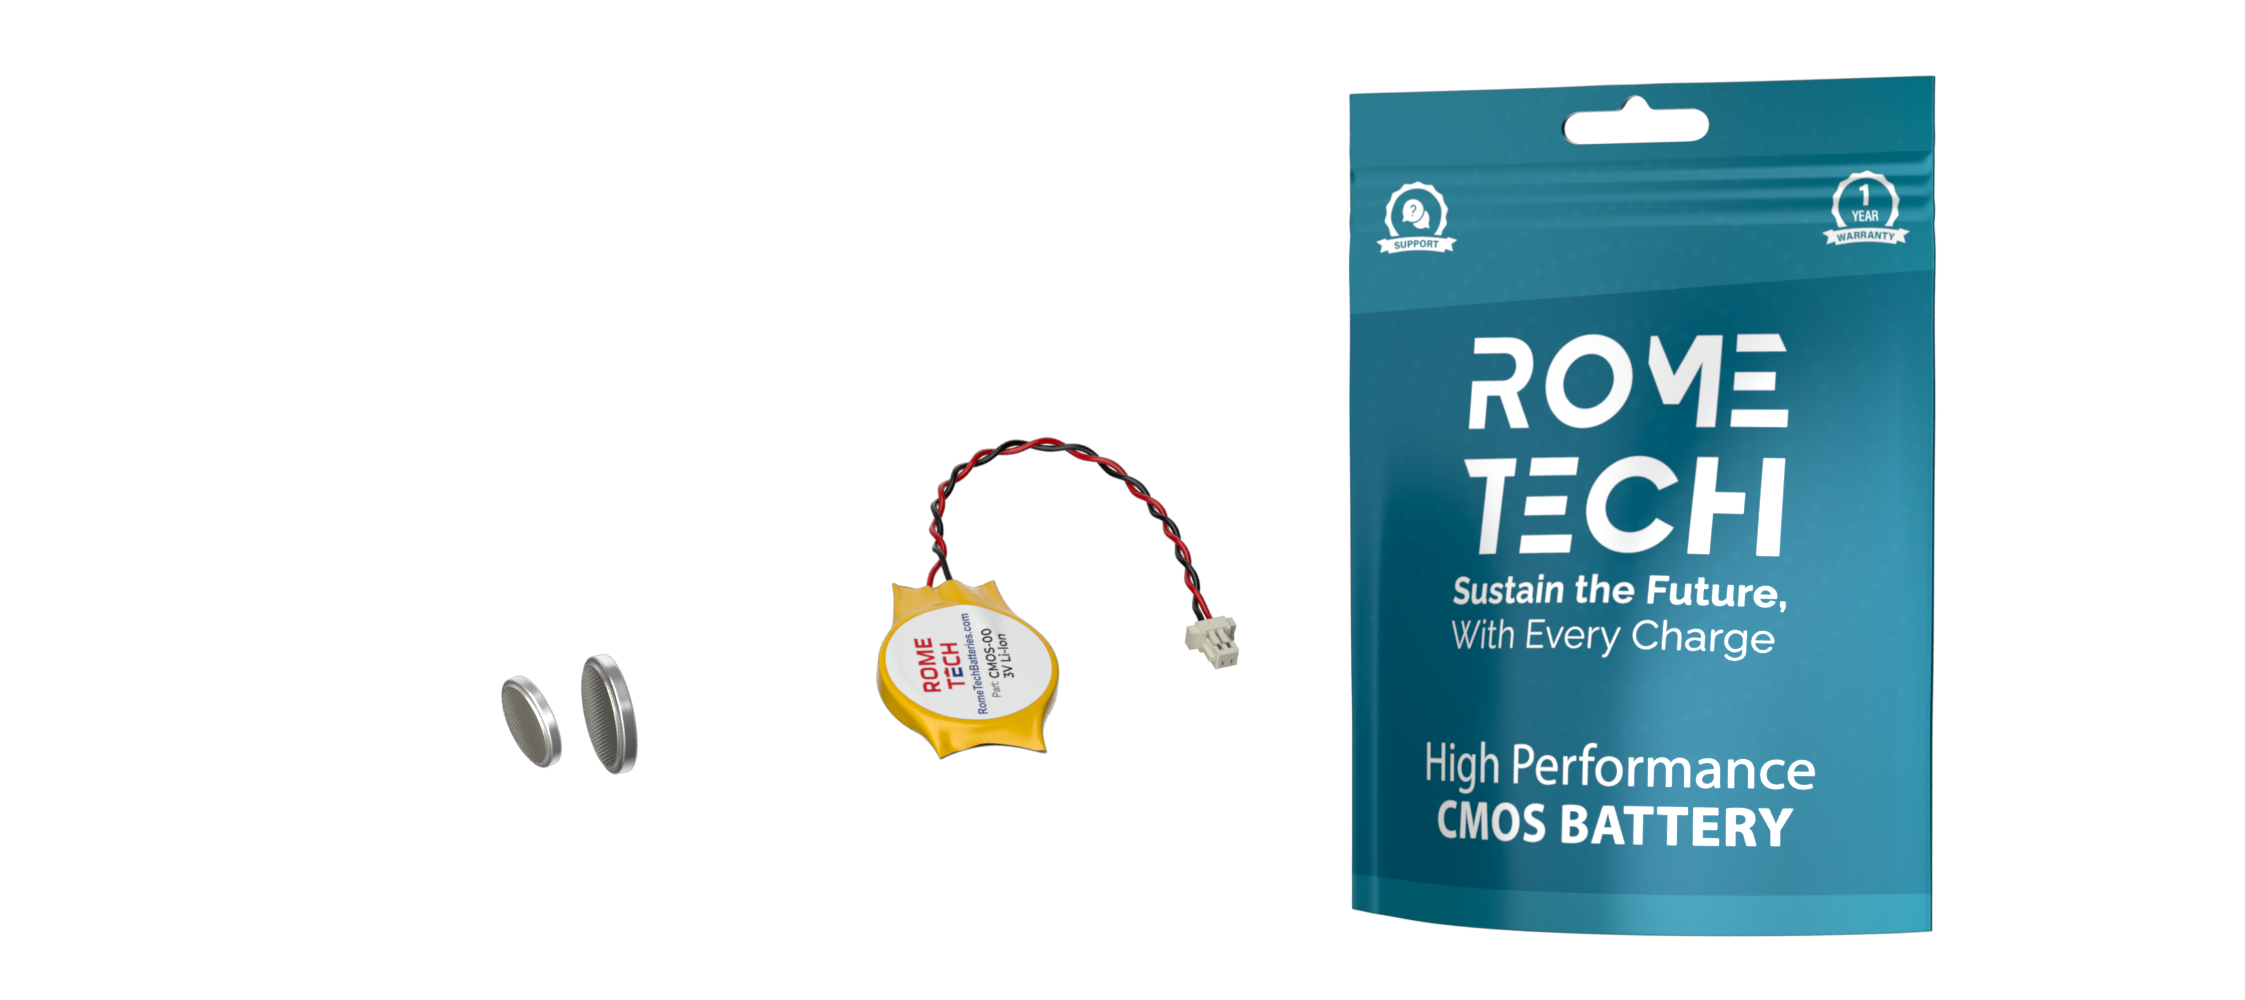 ROME
TECH
RomeTechBatteries.com
Part: CMOS-00
3V Li-Ion
?
SUPPORT
1
YEAR
WARRANTY
ROME
TECH
Sustain the Future,
With Every Charge
High Performance
CMOS BATTERY